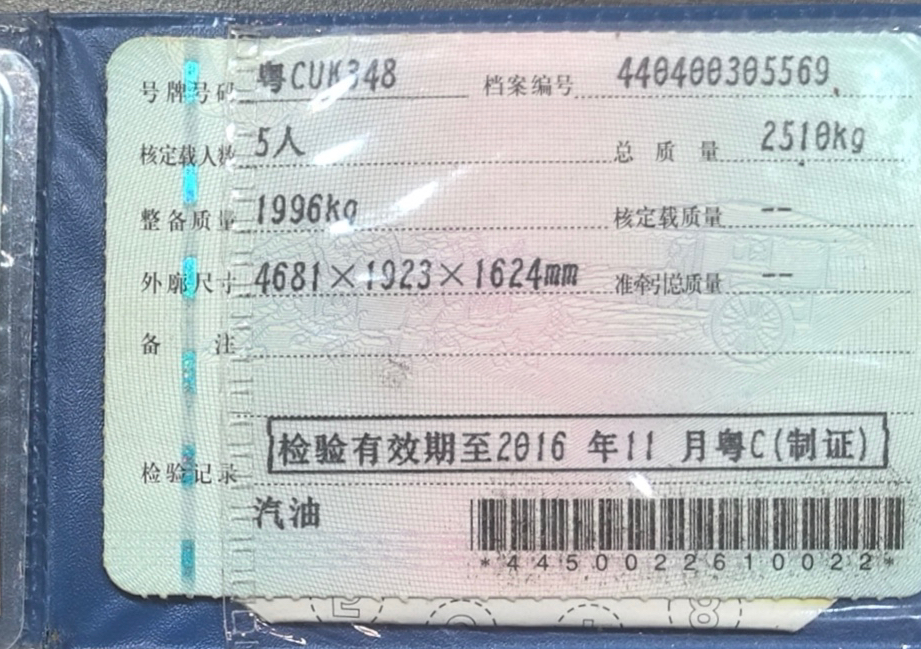 号牌号码 粤CUK348 档案编号 440400305569
核定载人数 5人 总质量 2510kg
整备质量 1996kg 核定载质量 --
外廓尺寸 4681×1923×1624mm 准牵引总质量 --
备注
检验记录 检验有效期至2016 年11 月粤C(制证)
汽油
*4450022610022*